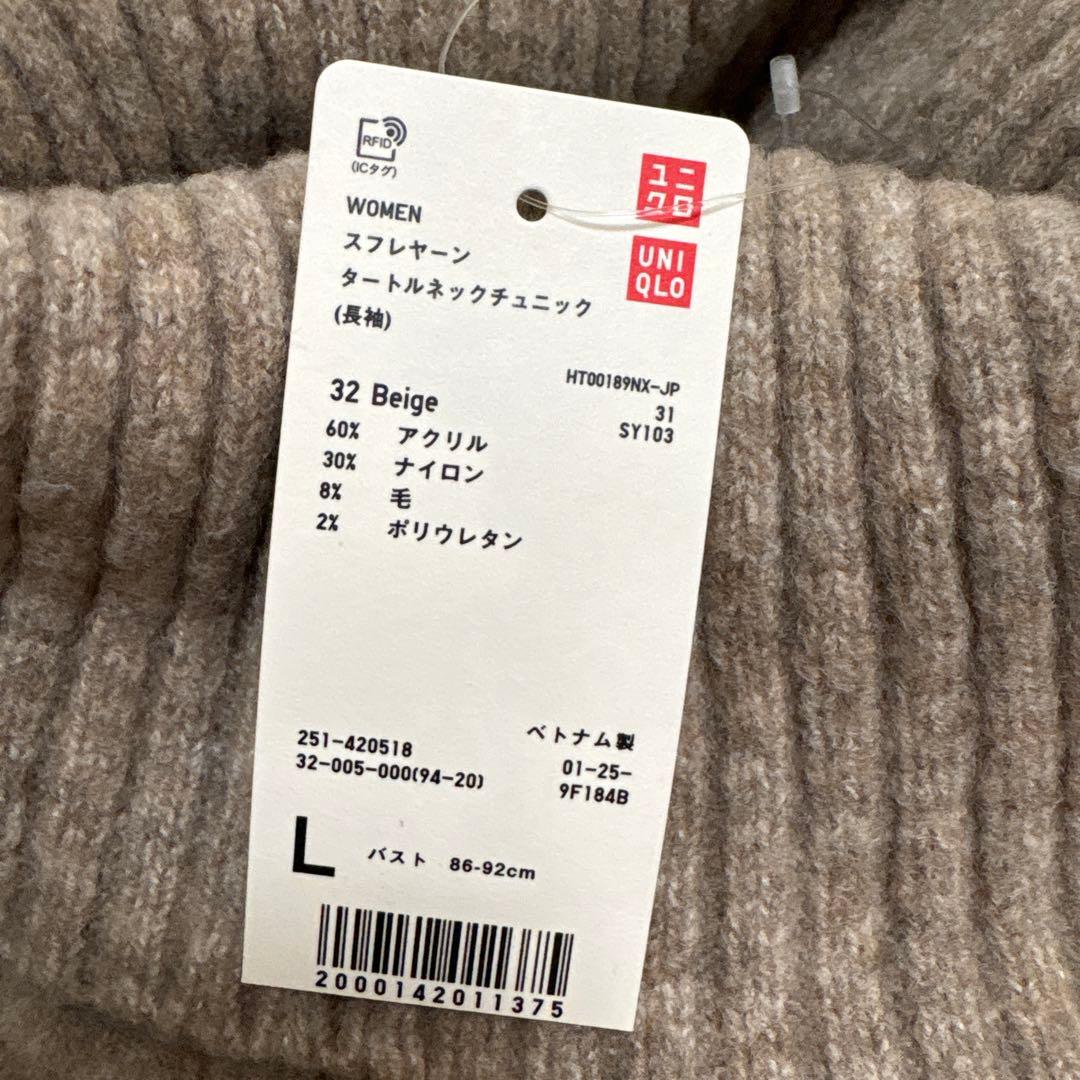 RFID
(ICタグ)
ユニ
クロ
UNI
QLO
WOMEN
スフレヤーン
タートルネックチュニック
(長袖)
HT00189NX-JP
31
SY103
32 Beige
60% アクリル
30% ナイロン
8% 毛
2% ポリウレタン
251-420518
32-005-000(94-20)
ベトナム製
01-25-
9F184B
L バスト 86-92cm
2000142011375